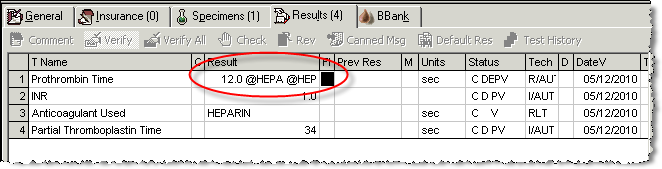 General Insurance (0) Specimens (1) Results (4) BBank
Comment Verify Verify All Check Rev Canned Msg Default Res Test History
T Name C Result Fl Prev Res M Units Status Tech D DateV T
1 Prothrombin Time 12.0 @HEPA @HEP sec C DEPV R/AUT 05/12/2010
2 INR 1.0 C D PV I/AUT 05/12/2010
3 Anticoagulant Used HEPARIN sec C V RLT 05/12/2010
4 Partial Thromboplastin Time 34 sec C D PV I/AUT 05/12/2010